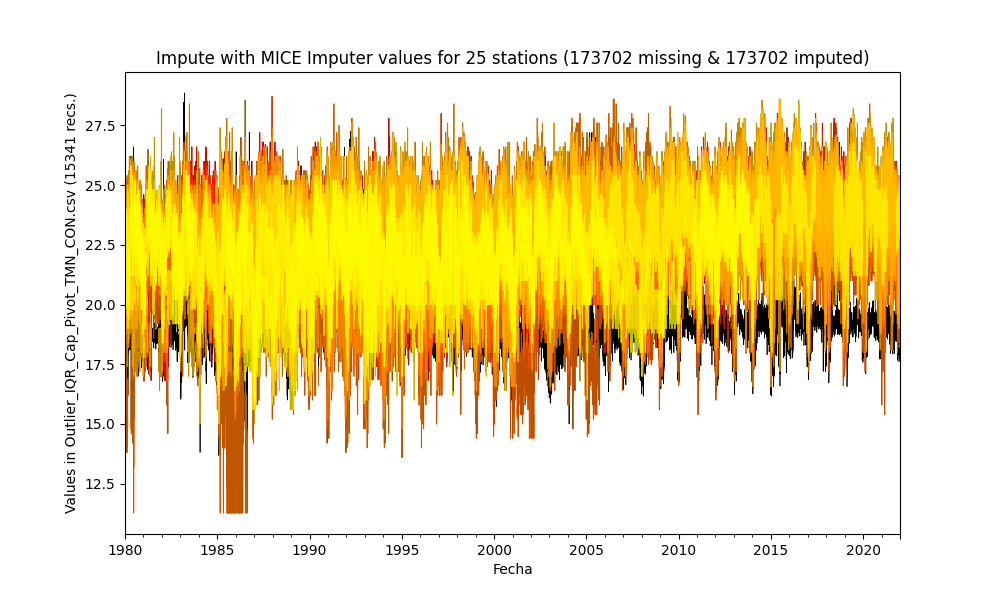 Impute with MICE Imputer values for 25 stations (173702 missing & 173702 imputed)
Values in Outlier_IQR_Cap_Pivot_TMN_CON.csv (15341 recs.)
27.5
25.0
22.5
20.0
17.5
15.0
12.5
1980 1985 1990 1995 2000 2005 2010 2015 2020
Fecha